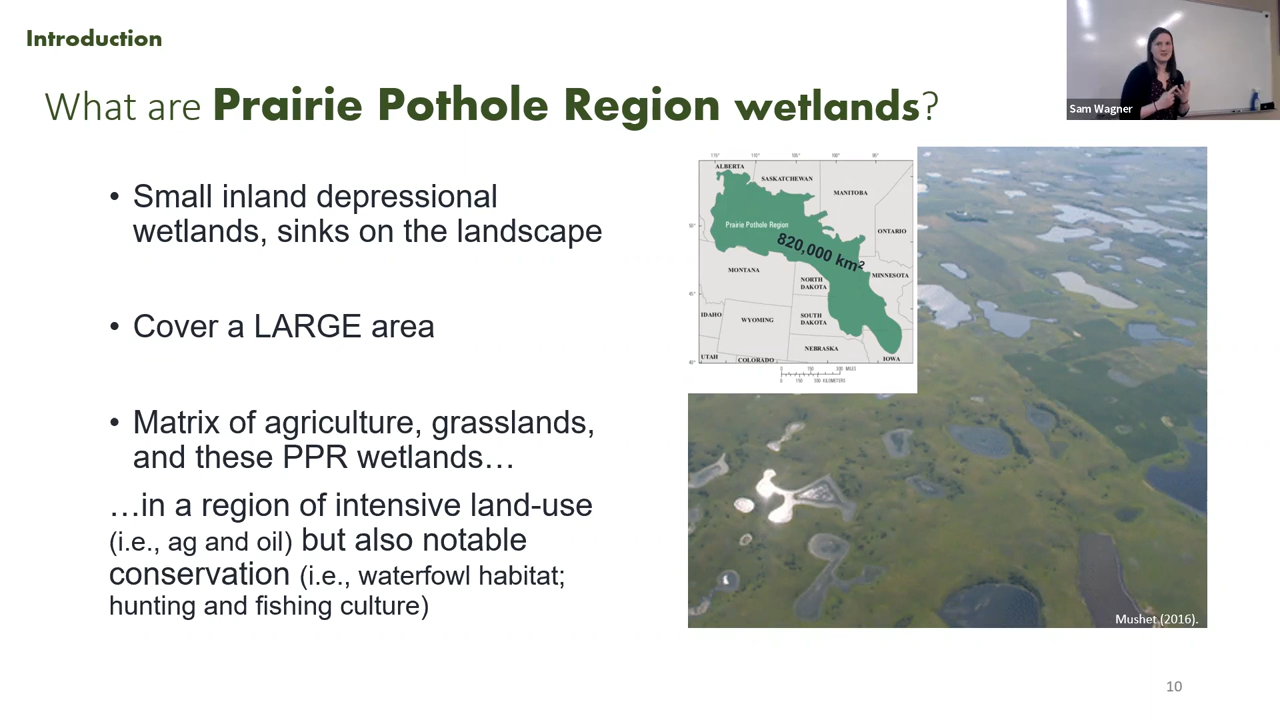 Introduction
What are Prairie Pothole Region wetlands?
Sam Wagner
• Small inland depressional
wetlands, sinks on the landscape
• Cover a LARGE area
• Matrix of agriculture, grasslands,
and these PPR wetlands…
…in a region of intensive land-use
(i.e., ag and oil) but also notable
conservation (i.e., waterfowl habitat;
hunting and fishing culture)
ALBERTA
SASKATCHEWAN
MANITOBA
ONTARIO
Prairie Pothole Region
820,000 km²
MONTANA
NORTH
DAKOTA
MINNESOTA
IDAHO
WYOMING
SOUTH
DAKOTA
NEBRASKA
IOWA
UTAH
COLORADO
Mushet (2016).
10